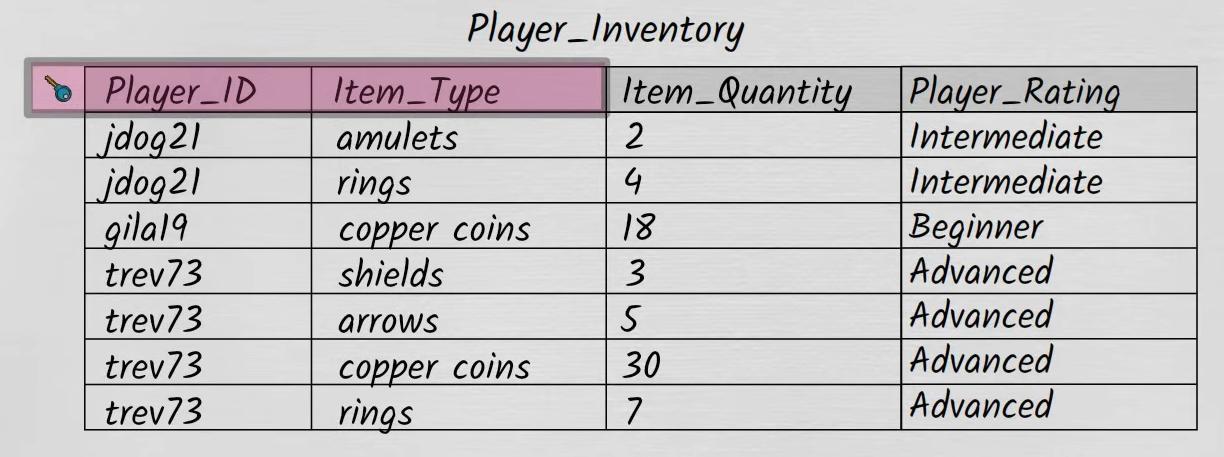 Player_Inventory
Player_ID Item_Type Item_Quantity Player_Rating
jdog21 amulets 2 Intermediate
jdog21 rings 4 Intermediate
gila19 copper coins 18 Beginner
trev73 shields 3 Advanced
trev73 arrows 5 Advanced
trev73 copper coins 30 Advanced
trev73 rings 7 Advanced